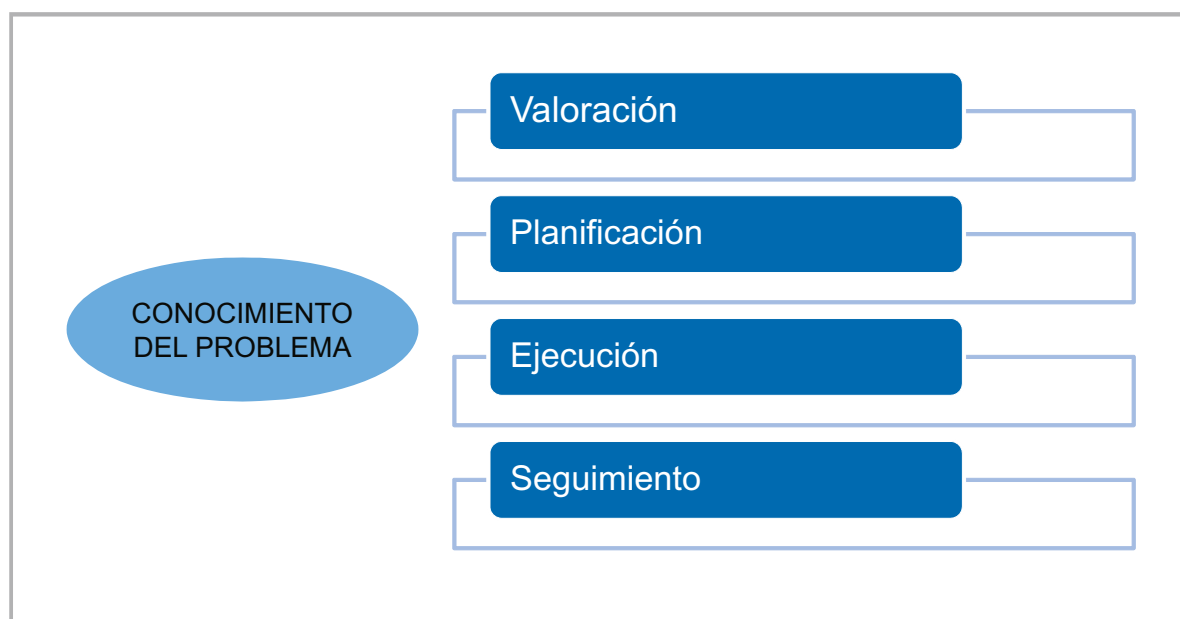 CONOCIMIENTO
DEL PROBLEMA
Valoración
Planificación
Ejecución
Seguimiento